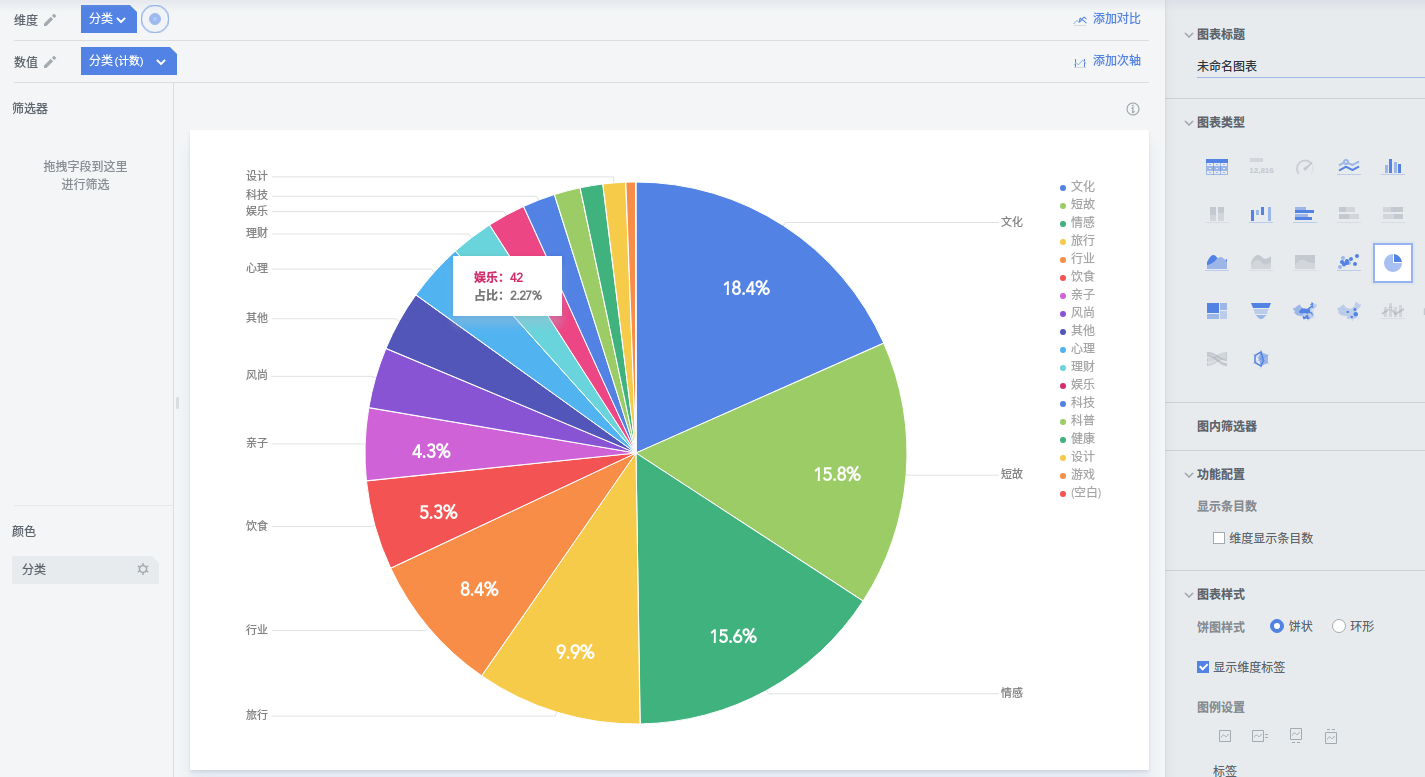 维度
分类
添加对比
数值
分类(计数)
添加次轴
筛选器
拖拽字段到这里
进行筛选
颜色
分类
设计
科技
娱乐
理财
心理
其他
风尚
亲子
饮食
行业
旅行
文化
短故
情感
18.4%
15.8%
15.6%
9.9%
8.4%
5.3%
4.3%
娱乐: 42
占比: 2.27%
文化
短故
情感
旅行
行业
饮食
亲子
风尚
其他
心理
理财
娱乐
科技
科普
健康
设计
游戏
(空白)
图表标题
未命名图表
图表类型
12,816
图内筛选器
功能配置
显示条目数
维度显示条目数
图表样式
饼图样式
饼状
环形
显示维度标签
图例设置
标签